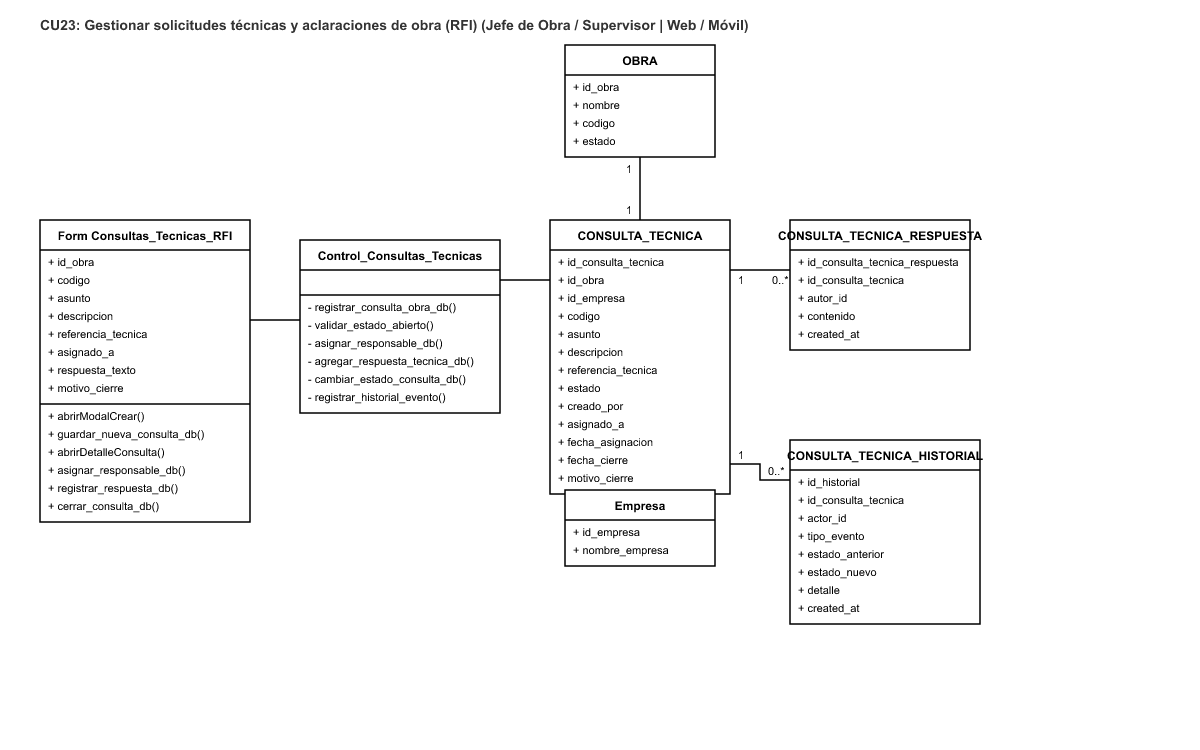 CU23: Gestionar solicitudes técnicas y aclaraciones de obra (RFI) (Jefe de Obra / Supervisor | Web / Móvil)
OBRA
+ id_obra
+ nombre
+ codigo
+ estado
1
1
Form Consultas_Tecnicas_RFI
+ id_obra
+ codigo
+ asunto
+ descripcion
+ referencia_tecnica
+ asignado_a
+ respuesta_texto
+ motivo_cierre
+ abrirModalCrear()
+ guardar_nueva_consulta_db()
+ abrirDetalleConsulta()
+ asignar_responsable_db()
+ registrar_respuesta_db()
+ cerrar_consulta_db()
Control_Consultas_Tecnicas
- registrar_consulta_obra_db()
- validar_estado_abierto()
- asignar_responsable_db()
- agregar_respuesta_tecnica_db()
- cambiar_estado_consulta_db()
- registrar_historial_evento()
CONSULTA_TECNICA
+ id_consulta_tecnica
+ id_obra
+ id_empresa
+ codigo
+ asunto
+ descripcion
+ referencia_tecnica
+ estado
+ creado_por
+ asignado_a
+ fecha_asignacion
+ fecha_cierre
+ motivo_cierre
Empresa
+ id_empresa
+ nombre_empresa
1
0..*
CONSULTA_TECNICA_RESPUESTA
+ id_consulta_tecnica_respuesta
+ id_consulta_tecnica
+ autor_id
+ contenido
+ created_at
1
0..*
CONSULTA_TECNICA_HISTORIAL
+ id_historial
+ id_consulta_tecnica
+ actor_id
+ tipo_evento
+ estado_anterior
+ estado_nuevo
+ detalle
+ created_at